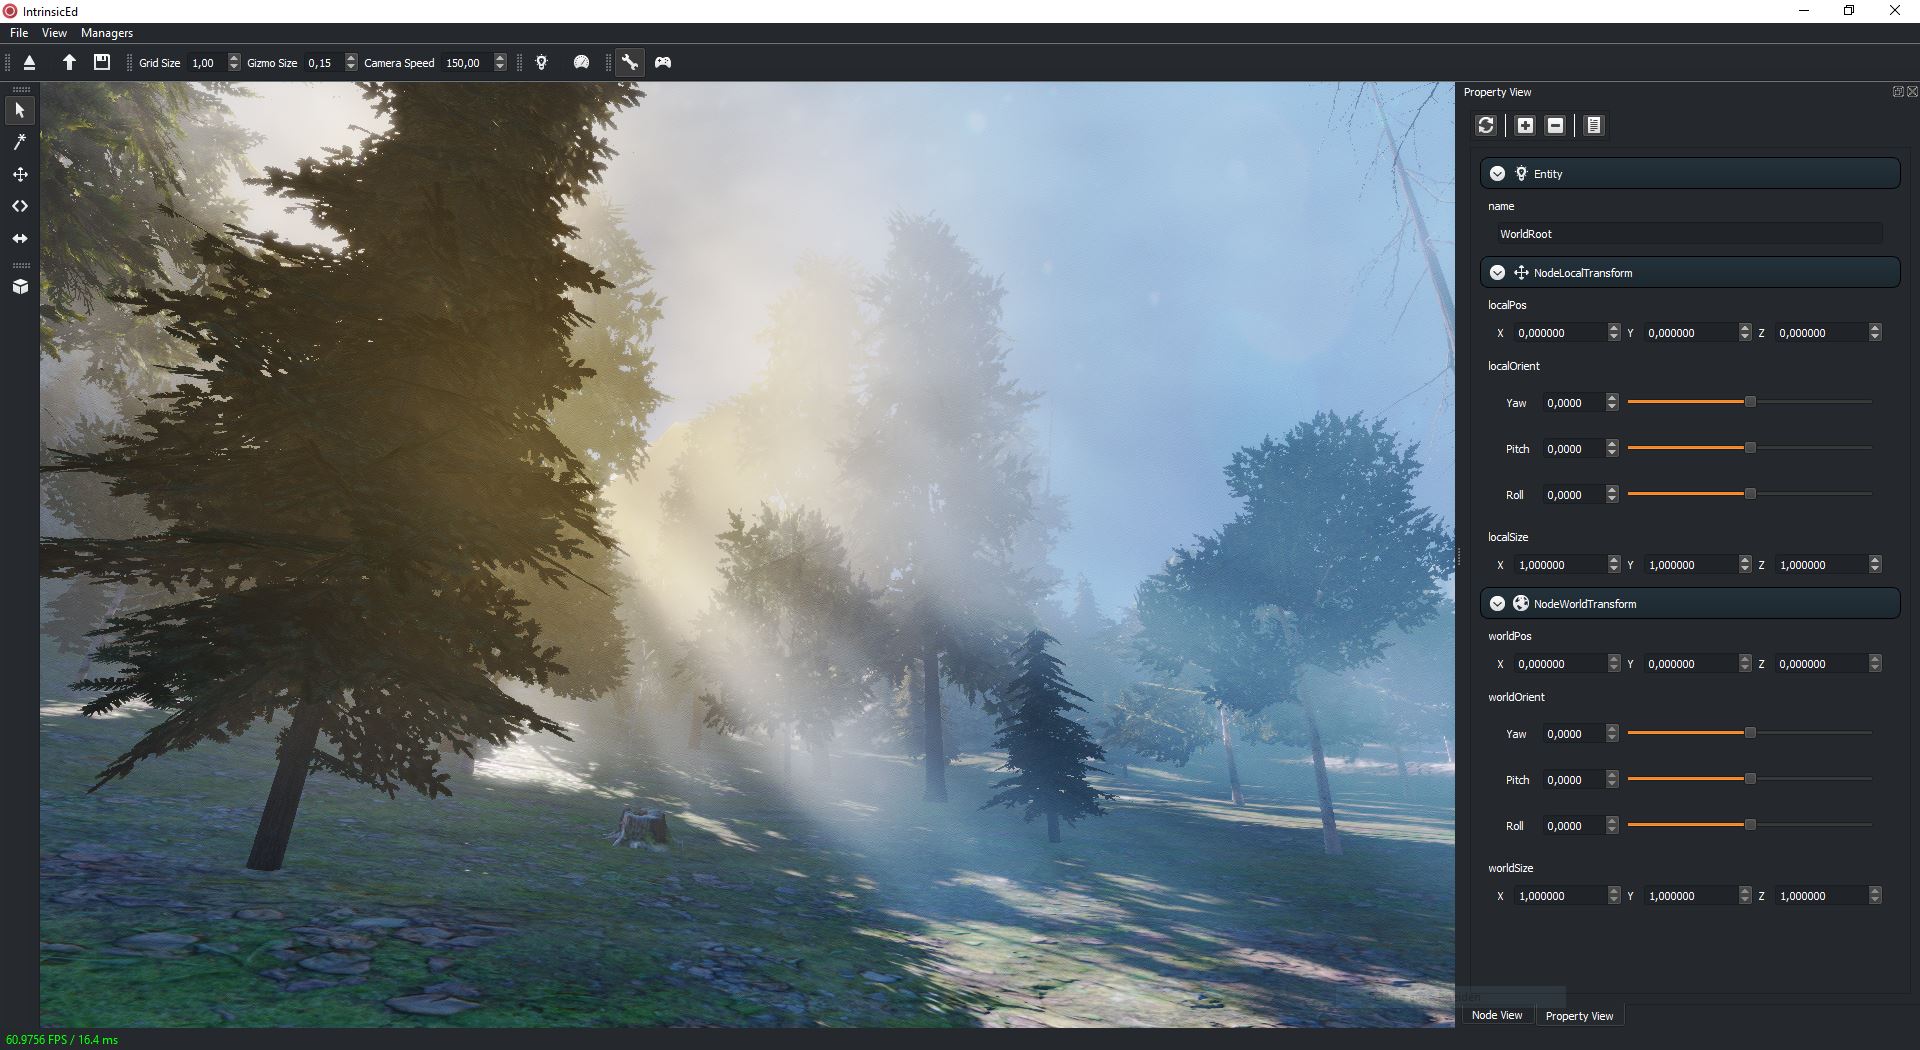 IntrinsicEd
File View Managers
Grid Size 1,00 Gizmo Size 0,15 Camera Speed 150,00
Property View
Entity
name
WorldRoot
NodeLocalTransform
localPos
X 0,000000 Y 0,000000 Z 0,000000
localOrient
Yaw 0,0000
Pitch 0,0000
Roll 0,0000
localSize
X 1,000000 Y 1,000000 Z 1,000000
NodeWorldTransform
worldPos
X 0,000000 Y 0,000000 Z 0,000000
worldOrient
Yaw 0,0000
Pitch 0,0000
Roll 0,0000
worldSize
X 1,000000 Y 1,000000 Z 1,000000
Node View Property View
60.9756 FPS / 16.4 ms